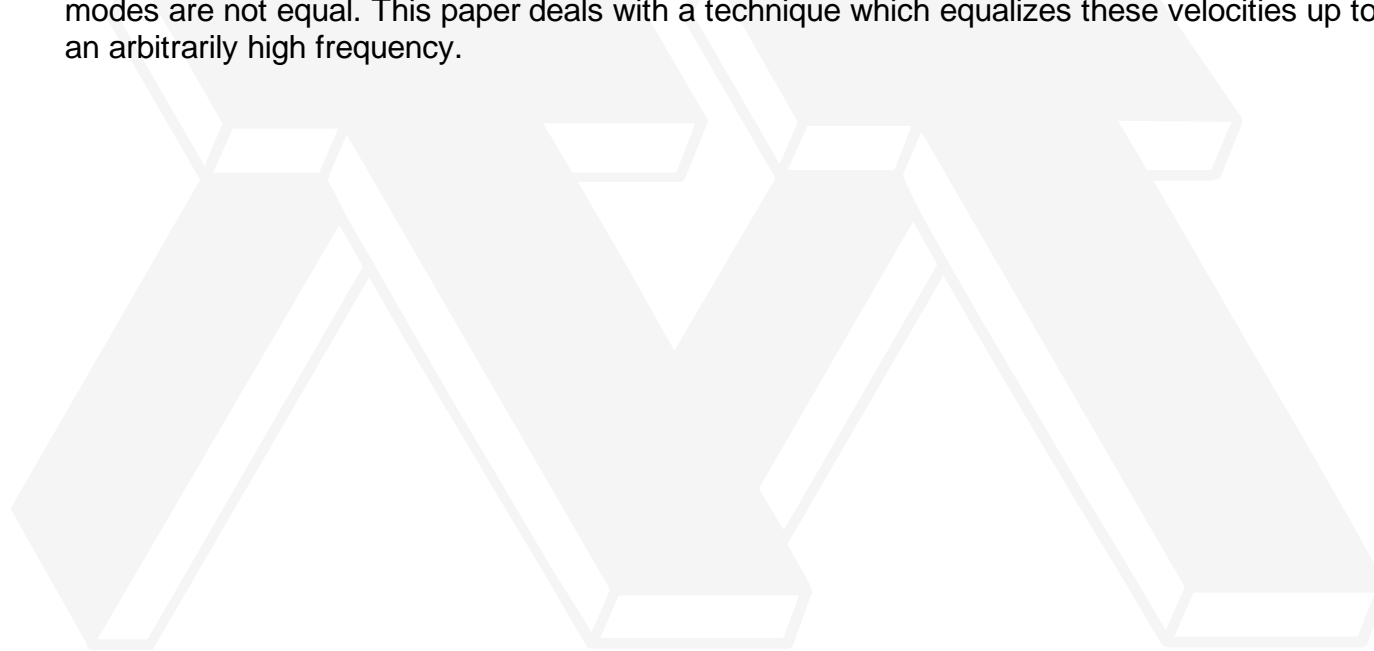 modes are not equal. This paper deals with a technique which equalizes these velocities up to
an arbitrarily high frequency.